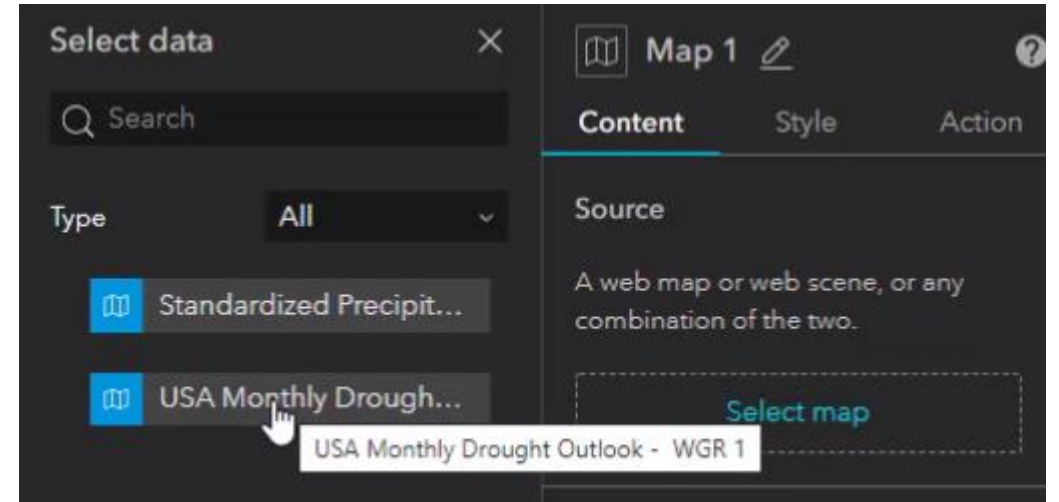 Select data
Search
Type
All
Standardized Precipit...
USA Monthly Drough...
USA Monthly Drought Outlook - WGR 1
Map 1
Content
Style
Action
Source
A web map or web scene, or any
combination of the two.
Select map